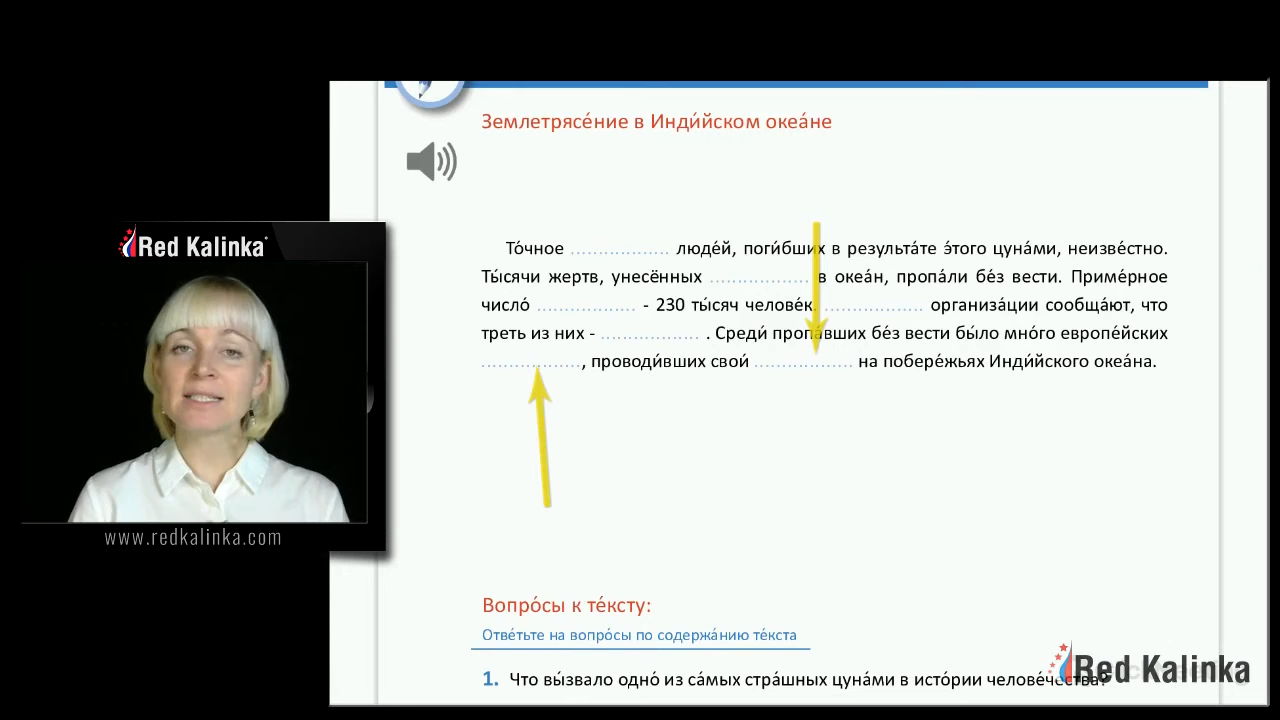 Землетрясе́ние в Инди́йском океа́не
То́чное ................... люде́й, поги́бших в результа́те э́того цуна́ми, неизве́стно.
Ты́сячи жертв, унесённых ................... в океа́н, пропа́ли бе́з вести. Приме́рное
число́ ................... - 230 ты́сяч челове́к. ................... организа́ции сообща́ют, что
треть из них - ................... . Среди́ пропа́вших бе́з вести бы́ло мно́го европе́йских
..................., проводи́вших свои́ ................... на побере́жьях Инди́йского океа́на.
Red Kalinka
www.redkalinka.com
Вопро́сы к те́ксту:
Отве́тьте на вопро́сы по содержа́нию те́кста
1. Что вы́звало одно́ из са́мых стра́шных цуна́ми в исто́рии челове́чества?
Red Kalinka